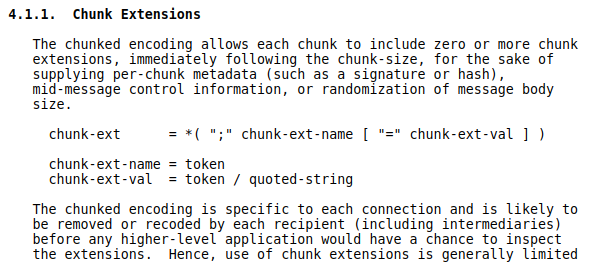 4.1.1.  Chunk Extensions
The chunked encoding allows each chunk to include zero or more chunk
extensions, immediately following the chunk-size, for the sake of
supplying per-chunk metadata (such as a signature or hash),
mid-message control information, or randomization of message body
size.
chunk-ext      = *( ";" chunk-ext-name [ "=" chunk-ext-val ] )
chunk-ext-name = token
chunk-ext-val  = token / quoted-string
The chunked encoding is specific to each connection and is likely to
be removed or recoded by each recipient (including intermediaries)
before any higher-level application would have a chance to inspect
the extensions.  Hence, use of chunk extensions is generally limited